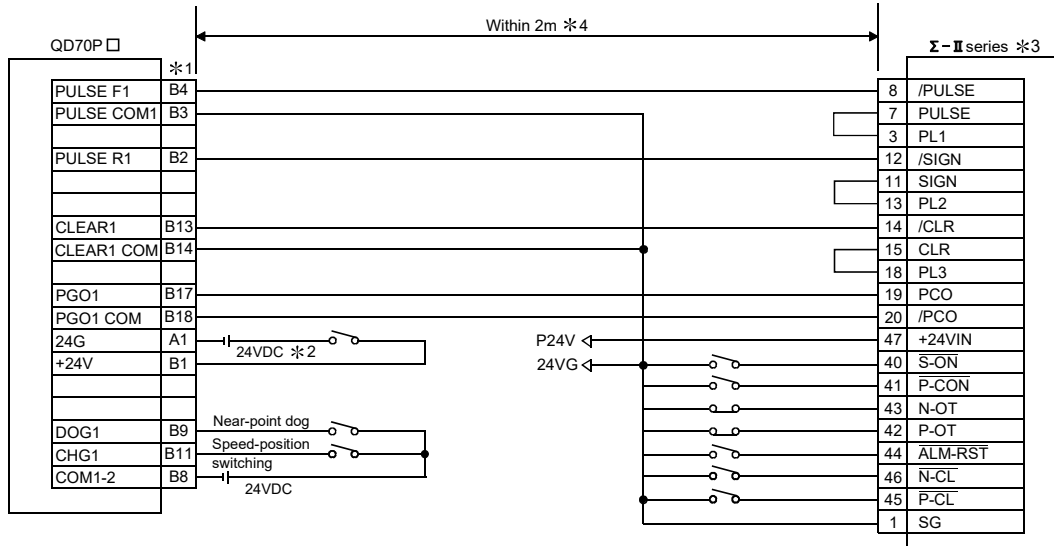 Within 2m *4
QD70P □
Σ-Ⅱ series *3
*1
PULSE F1 B4
8 /PULSE
PULSE COM1 B3
7 PULSE
3 PL1
PULSE R1 B2
12 /SIGN
11 SIGN
13 PL2
CLEAR1 B13
14 /CLR
CLEAR1 COM B14
15 CLR
18 PL3
PGO1 B17
19 PCO
PGO1 COM B18
20 /PCO
24G A1
24VDC *2
P24V
47 +24VIN
+24V B1
24VG
40 S-ON
41 P-CON
43 N-OT
DOG1 B9
Near-point dog
42 P-OT
CHG1 B11
Speed-position
switching
44 ALM-RST
COM1-2 B8
24VDC
46 N-CL
45 P-CL
1 SG